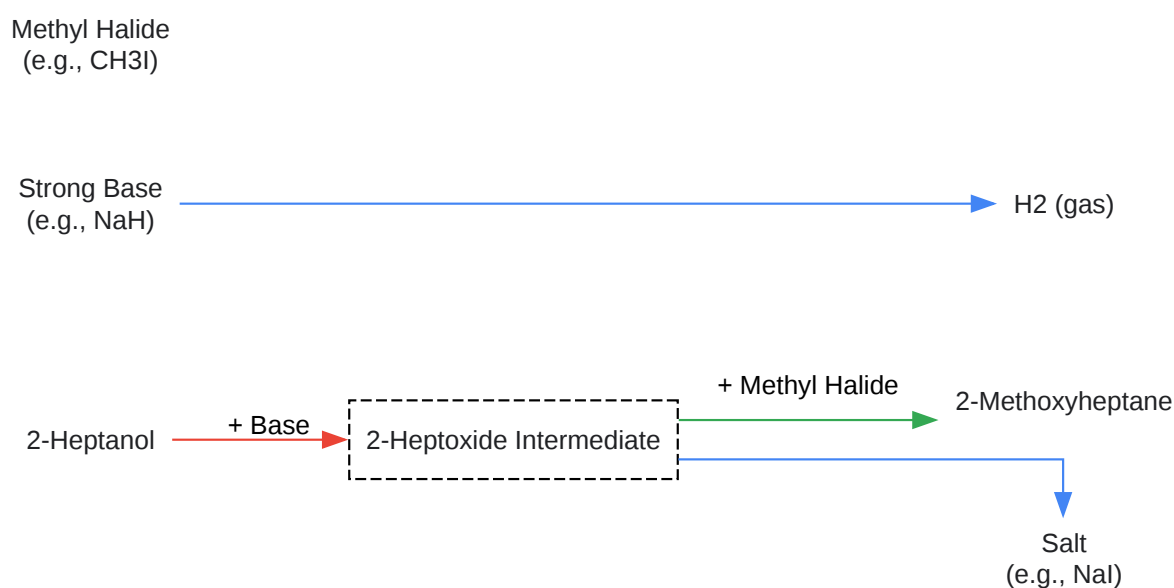 Methyl Halide
(e.g., CH3I)
Strong Base
(e.g., NaH)
H2 (gas)
+ Methyl Halide
2-Methoxyheptane
+ Base
2-Heptanol
2-Heptoxide Intermediate
Salt
(e.g., NaI)